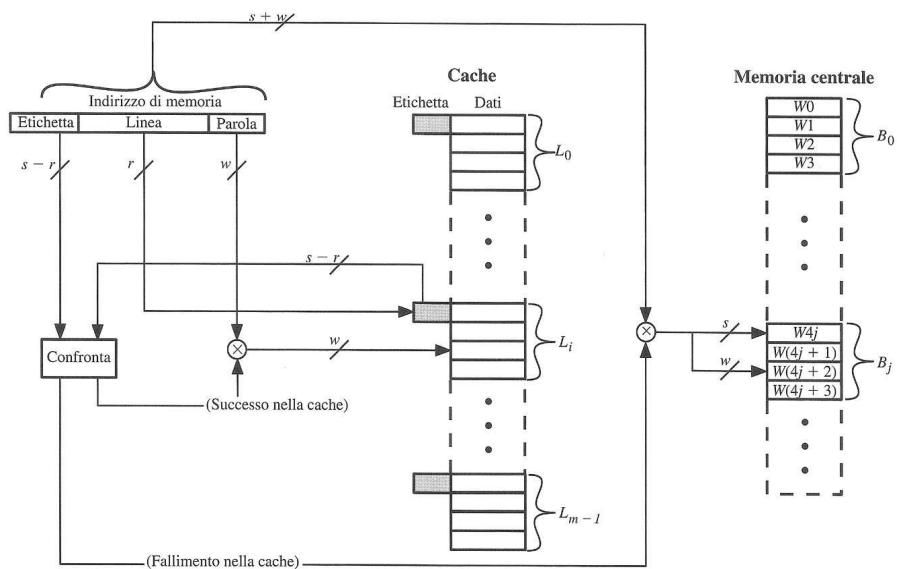 s + w
Cache
Memoria centrale
Indirizzo di memoria
Etichetta Dati
Etichetta Linea Parola
W0
W1
W2
W3
B0
L0
s − r
r
w
s − r
Li
s
w
w
W4j
W(4j + 1)
W(4j + 2)
W(4j + 3)
Bj
Confronta
(Successo nella cache)
Lm − 1
(Fallimento nella cache)